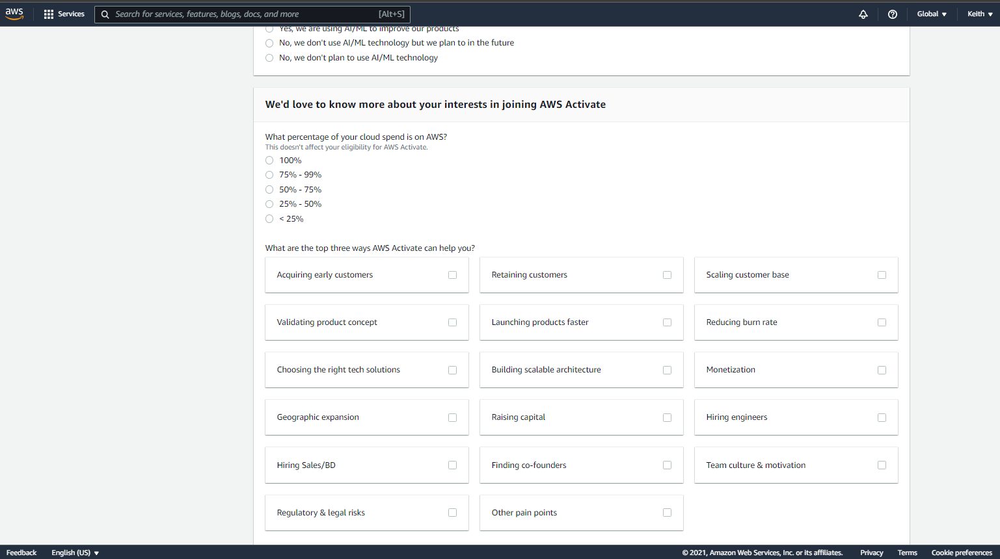 aws
Services
Search for services, features, blogs, docs, and more [Alt+S]
Global ▼
Keith ▼
Yes, we are using AI/ML to improve our products
No, we don't use AI/ML technology but we plan to in the future
No, we don't plan to use AI/ML technology
We'd love to know more about your interests in joining AWS Activate
What percentage of your cloud spend is on AWS?
This doesn't affect your eligibility for AWS Activate.
100%
75% - 99%
50% - 75%
25% - 50%
< 25%
What are the top three ways AWS Activate can help you?
Acquiring early customers
Retaining customers
Scaling customer base
Validating product concept
Launching products faster
Reducing burn rate
Choosing the right tech solutions
Building scalable architecture
Monetization
Geographic expansion
Raising capital
Hiring engineers
Hiring Sales/BD
Finding co-founders
Team culture & motivation
Regulatory & legal risks
Other pain points
Feedback
English (US) ▼
© 2021, Amazon Web Services, Inc. or its affiliates.
Privacy
Terms
Cookie preferences